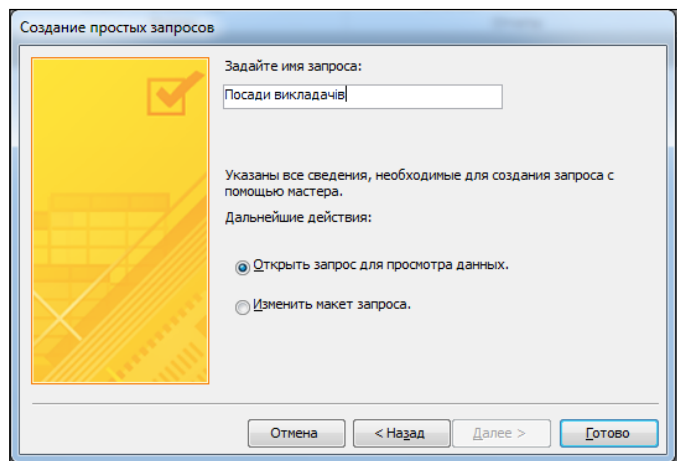 Создание простых запросов
Задайте имя запроса:
Посади викладачів
Указаны все сведения, необходимые для создания запроса с
помощью мастера.
Дальнейшие действия:
Открыть запрос для просмотра данных.
Изменить макет запроса.
Отмена < Назад Далее > Готово